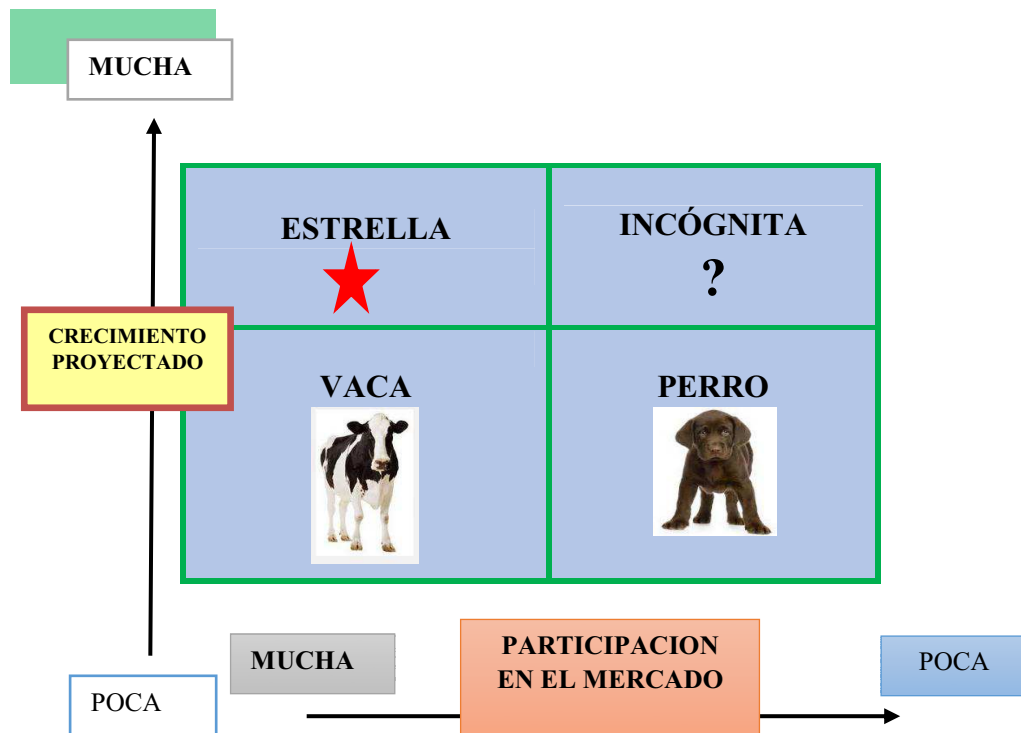 MUCHA
ESTRELLA
INCÓGNITA
?
CRECIMIENTO
PROYECTADO
VACA
PERRO
MUCHA
PARTICIPACION
EN EL MERCADO
POCA
POCA